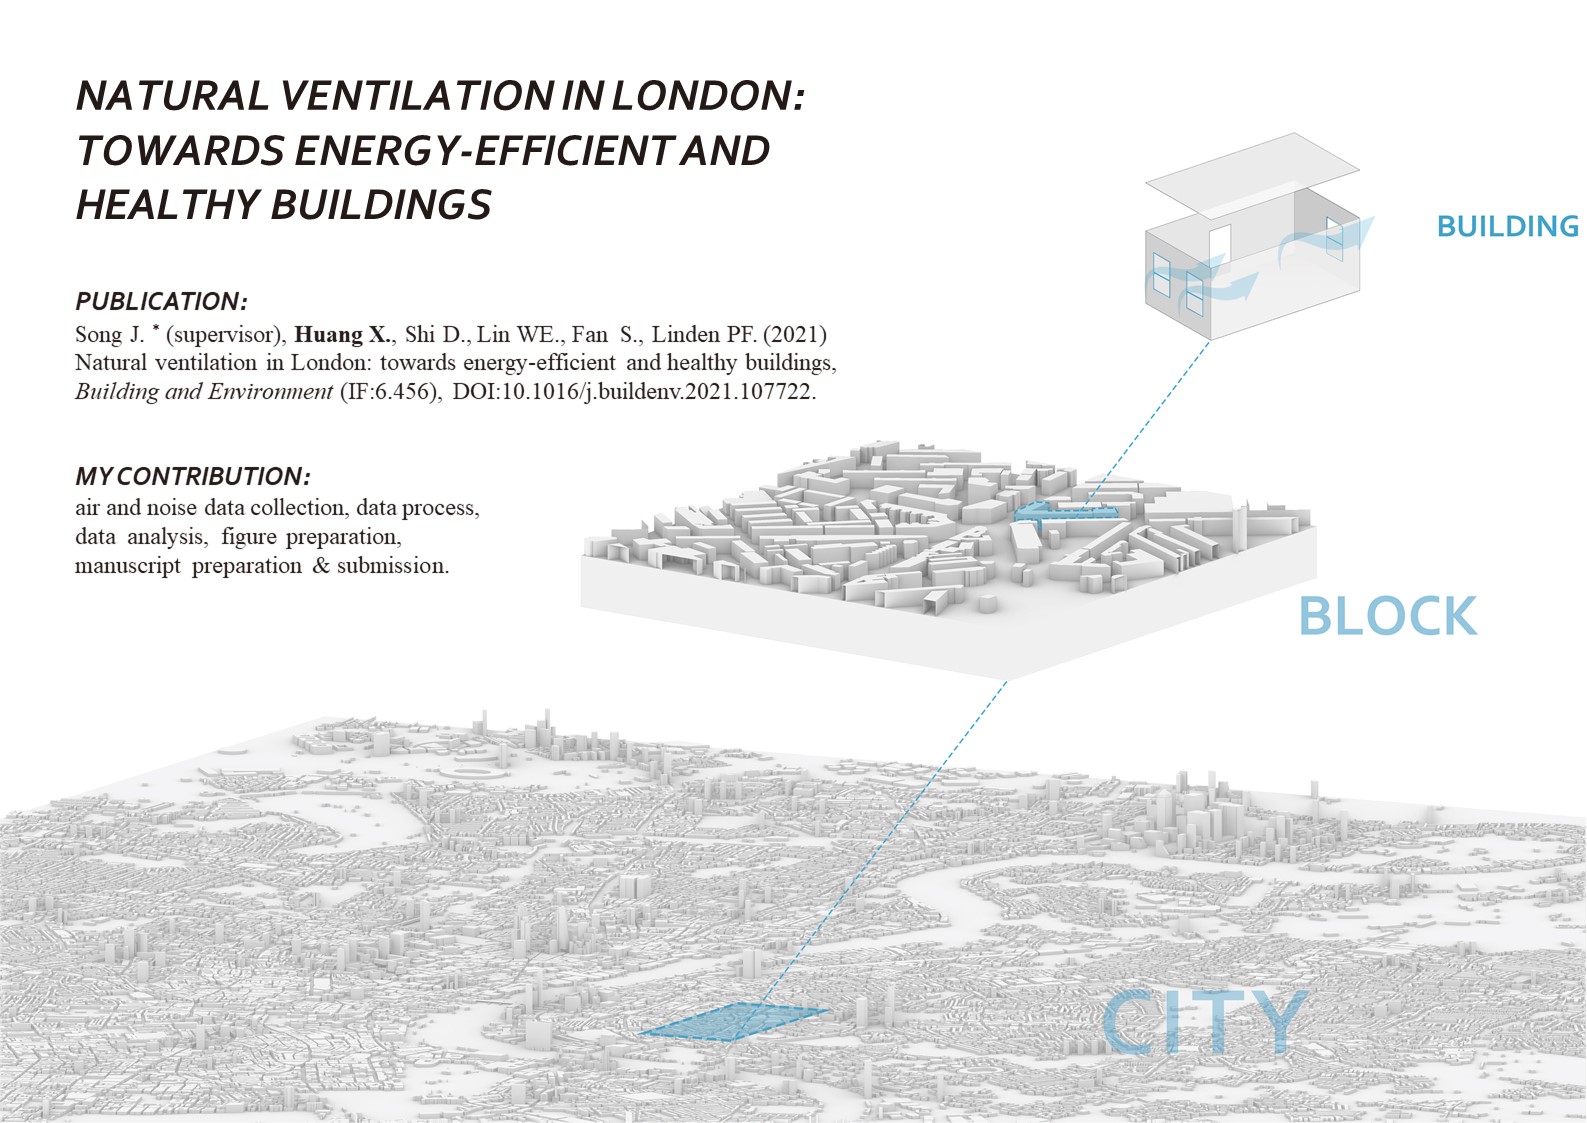 NATURAL VENTILATION IN LONDON:
TOWARDS ENERGY-EFFICIENT AND
HEALTHY BUILDINGS
PUBLICATION:
Song J. * (supervisor), Huang X., Shi D., Lin WE., Fan S., Linden PF. (2021)
Natural ventilation in London: towards energy-efficient and healthy buildings,
Building and Environment (IF:6.456), DOI:10.1016/j.buildenv.2021.107722.
MY CONTRIBUTION:
air and noise data collection, data process,
data analysis, figure preparation,
manuscript preparation & submission.
BUILDING
BLOCK
CITY